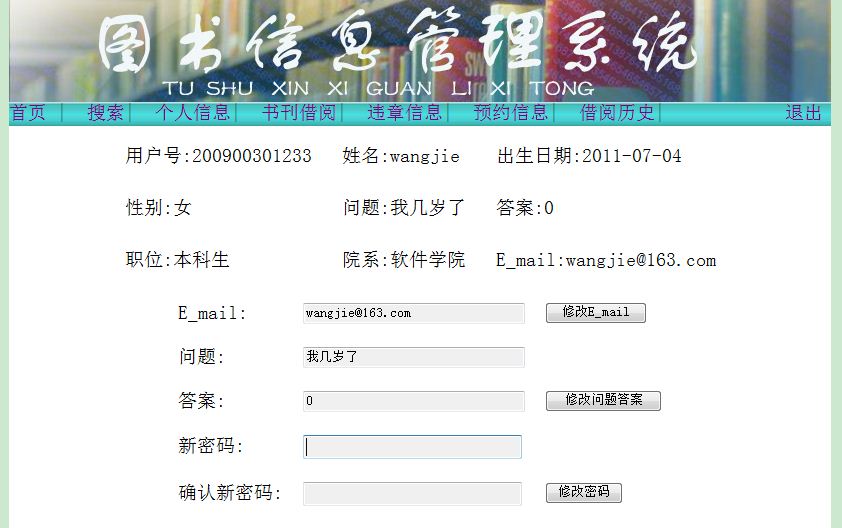 图书信息管理系统
TU SHU XIN XI GUAN LI XI TONG
首页 | 搜索| 个人信息| 书刊借阅| 违章信息| 预约信息| 借阅历史| 退出
用户号:200900301233 姓名:wangjie 出生日期:2011-07-04
性别:女 问题:我几岁了 答案:0
职位:本科生 院系:软件学院 E_mail:wangjie@163.com
E_mail: wangjie@163.com 修改E_mail
问题: 我几岁了
答案: 0 修改问题答案
新密码:
确认新密码: 修改密码